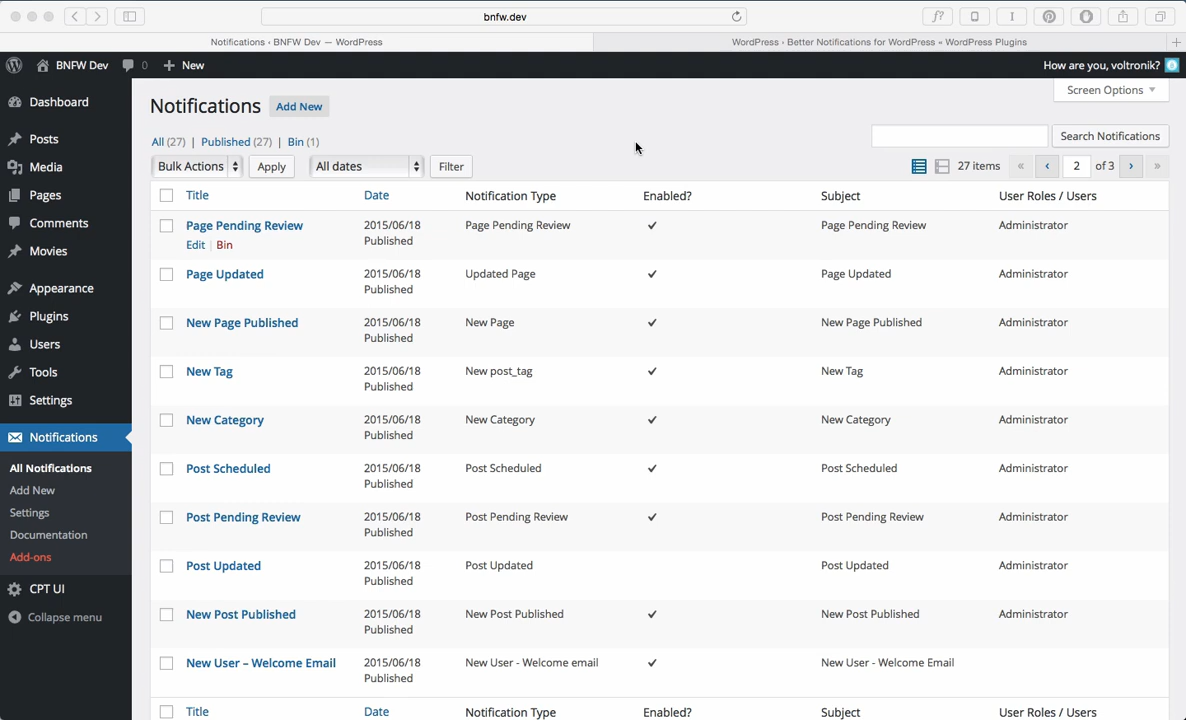 bnfw.dev
f?
I
Notifications ‹ BNFW Dev — WordPress
WordPress › Better Notifications for WordPress « WordPress Plugins
BNFW Dev 0 New How are you, voltronik?
Dashboard
Posts
Media
Pages
Comments
Movies
Appearance
Plugins
Users
Tools
Settings
Notifications
All Notifications
Add New
Settings
Documentation
Add-ons
CPT UI
Collapse menu
Screen Options
Notifications Add New
All (27) | Published (27) | Bin (1)
Search Notifications
Bulk Actions Apply All dates Filter 27 items « ‹ 2 of 3 › »
Title Date Notification Type Enabled? Subject User Roles / Users
Page Pending Review 2015/06/18 Page Pending Review ✔ Page Pending Review Administrator
Edit | Bin Published
Page Updated 2015/06/18 Updated Page ✔ Page Updated Administrator
Published
New Page Published 2015/06/18 New Page ✔ New Page Published Administrator
Published
New Tag 2015/06/18 New post_tag ✔ New Tag Administrator
Published
New Category 2015/06/18 New Category ✔ New Category Administrator
Published
Post Scheduled 2015/06/18 Post Scheduled ✔ Post Scheduled Administrator
Published
Post Pending Review 2015/06/18 Post Pending Review ✔ Post Pending Review Administrator
Published
Post Updated 2015/06/18 Post Updated Post Updated Administrator
Published
New Post Published 2015/06/18 New Post Published ✔ New Post Published Administrator
Published
New User – Welcome Email 2015/06/18 New User - Welcome email ✔ New User - Welcome Email
Published
Title Date Notification Type Enabled? Subject User Roles / Users